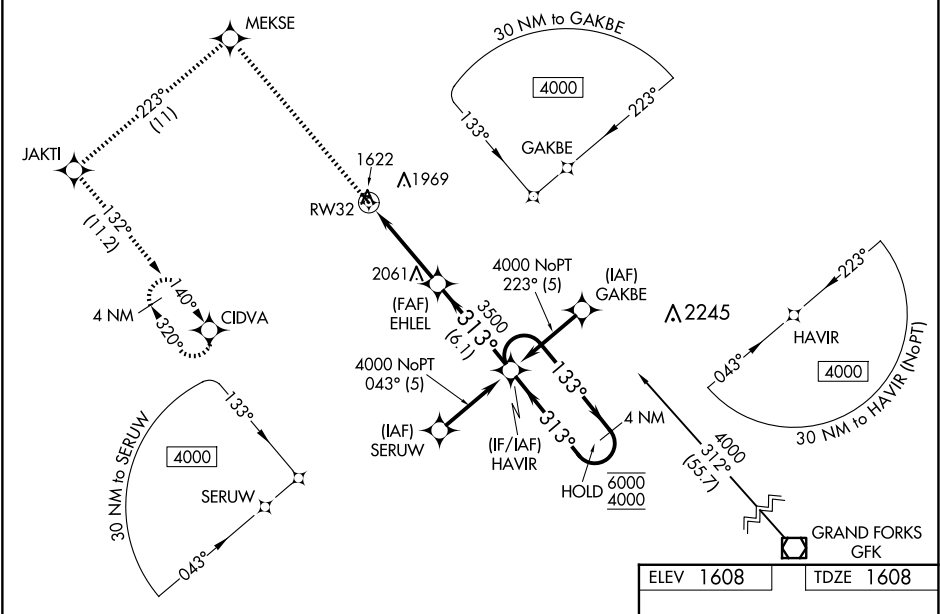 MEKSE
223°
(11)
JAKTI
132°
(11.2)
4 NM
140°
320°
CIDVA
30 NM to GAKBE
4000
133°
223°
GAKBE
1622
1969
RW32
2061
(FAF)
EHLEL
3500
313°
(6.1)
4000 NoPT
223° (5)
(IAF)
GAKBE
2245
4000 NoPT
043° (5)
(IAF)
SERUW
(IF/IAF)
HAVIR
133°
313°
4 NM
HOLD
6000
4000
223°
HAVIR
043°
4000
30 NM to HAVIR (NoPT)
30 NM to SERUW
133°
4000
SERUW
043°
4000
312°
(55.7)
GRAND FORKS
GFK
ELEV 1608
TDZE 1608